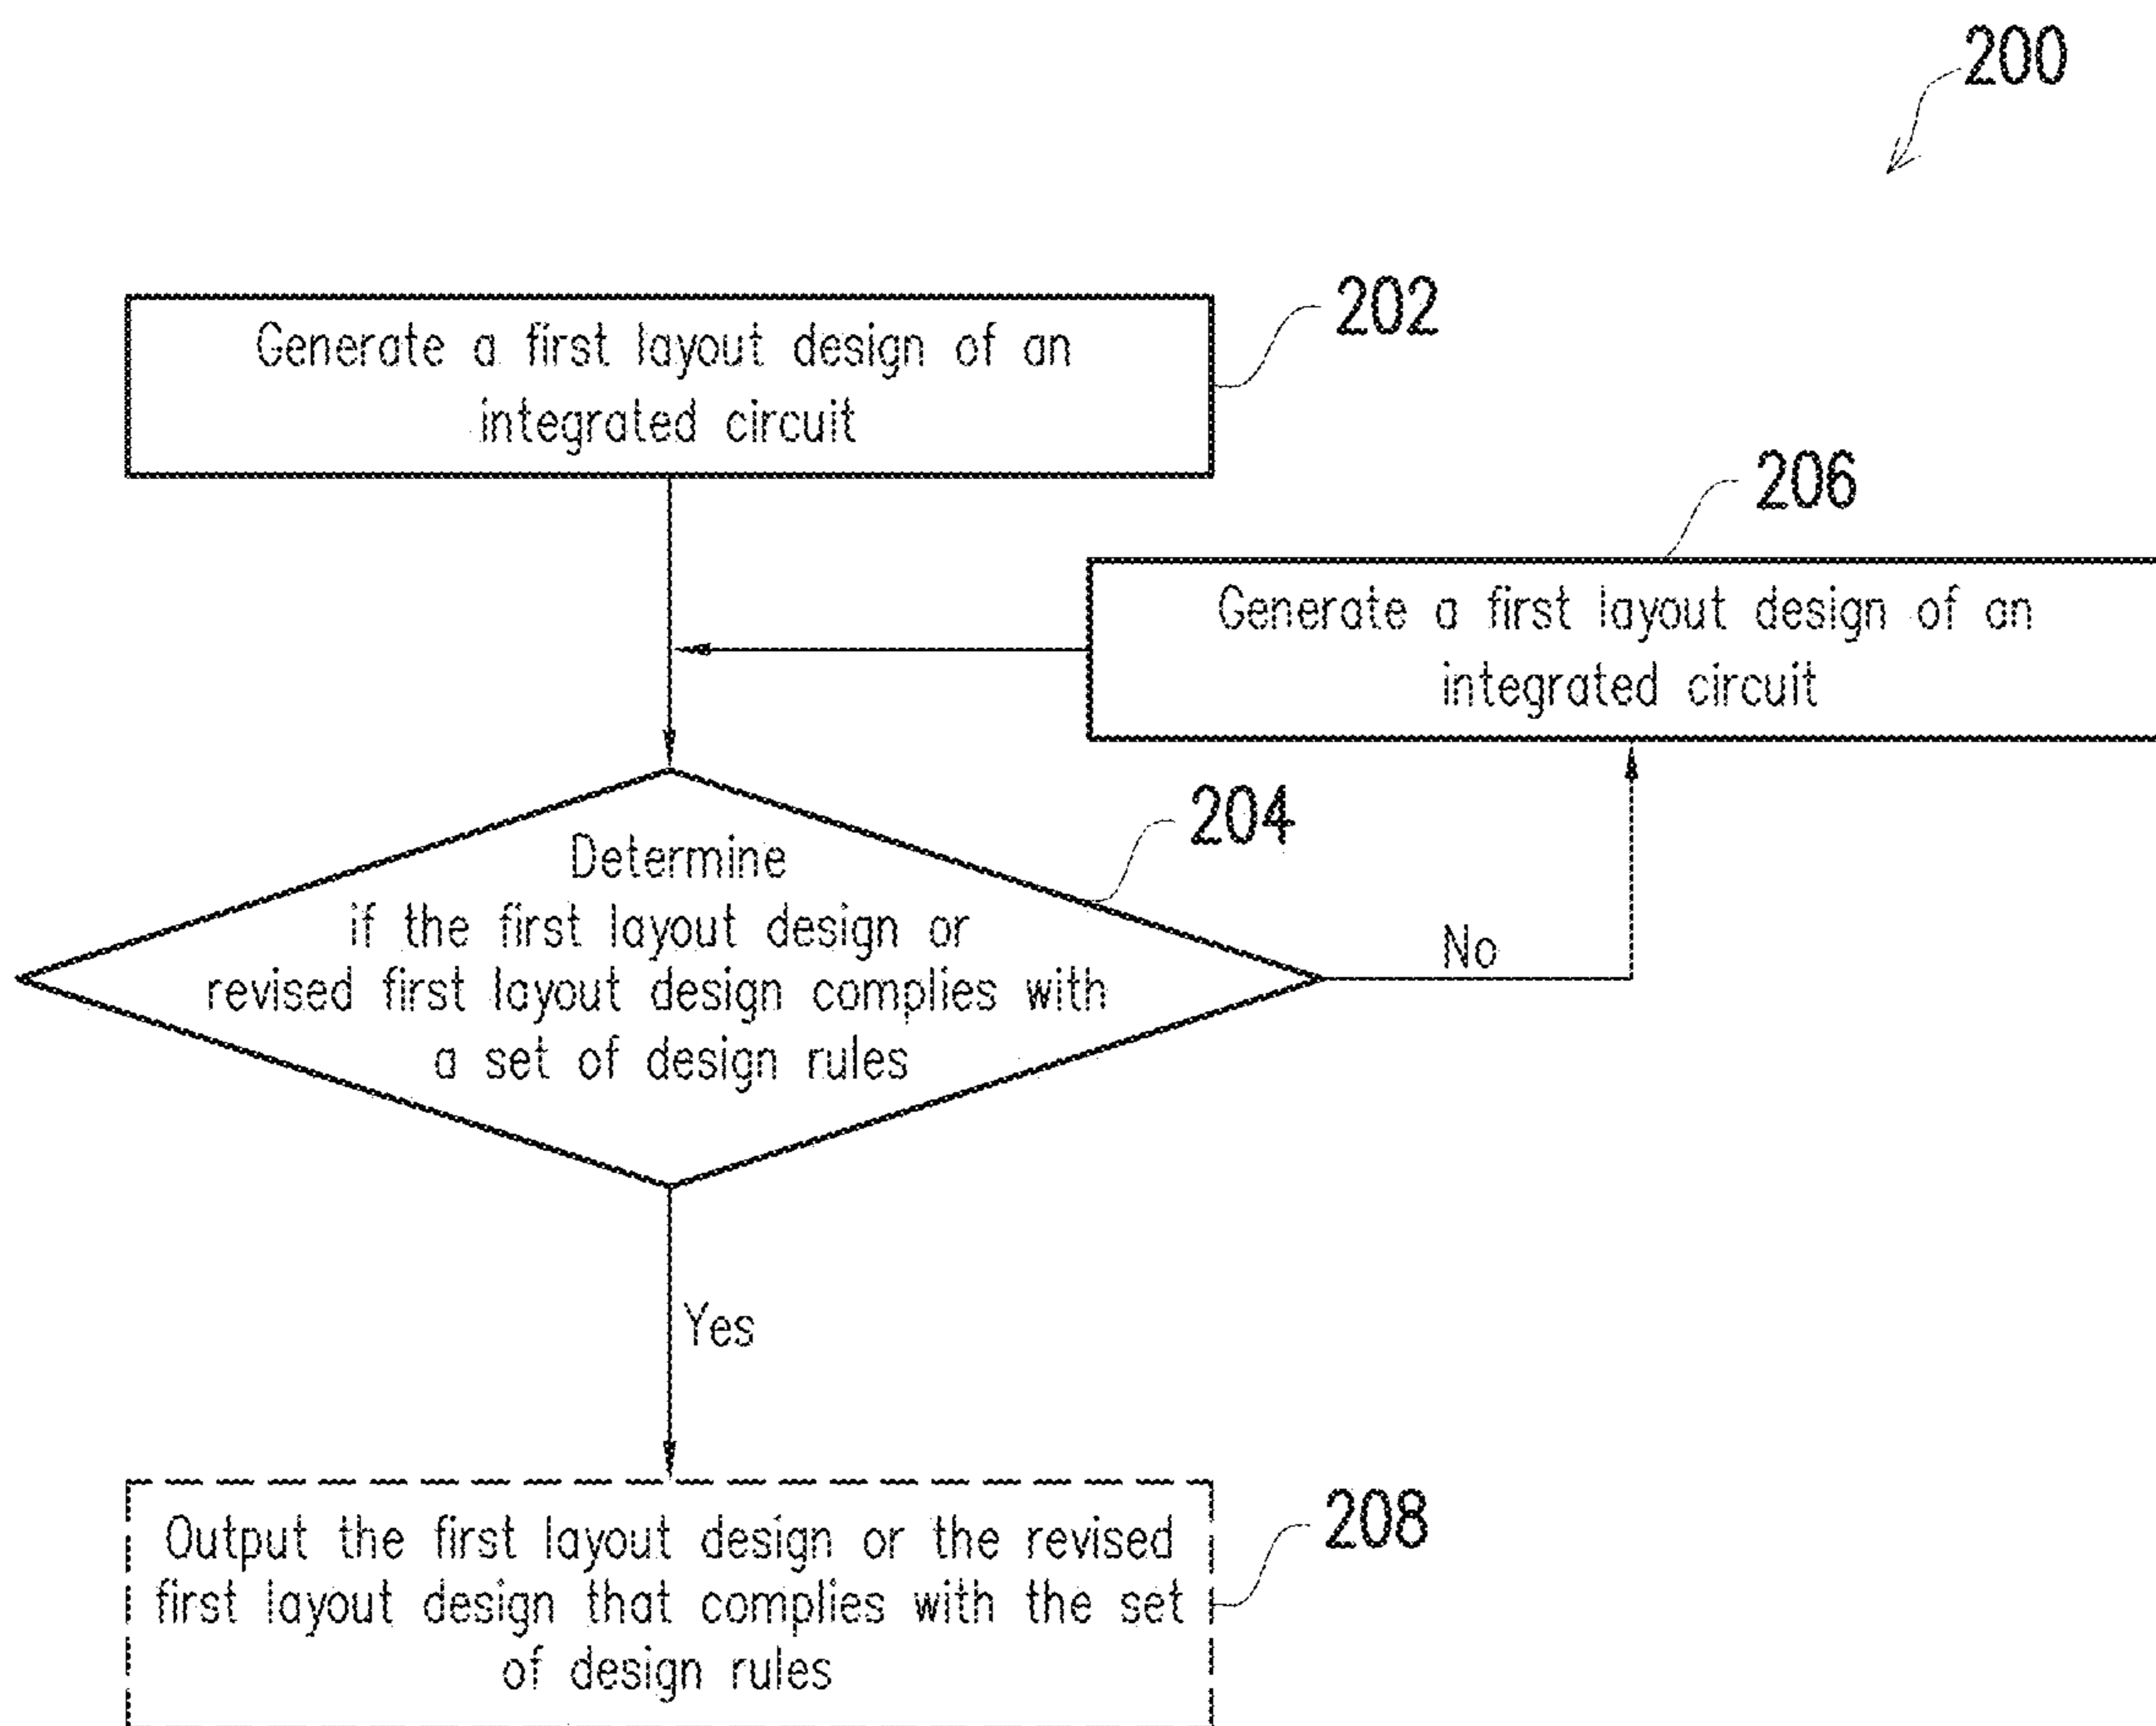 200
202
Generate a first layout design of an
integrated circuit
206
Generate a first layout design of an
integrated circuit
204
Determine
if the first layout design or
revised first layout design complies with
a set of design rules
No
Yes
208
Output the first layout design or the revised
first layout design that complies with the set
of design rules